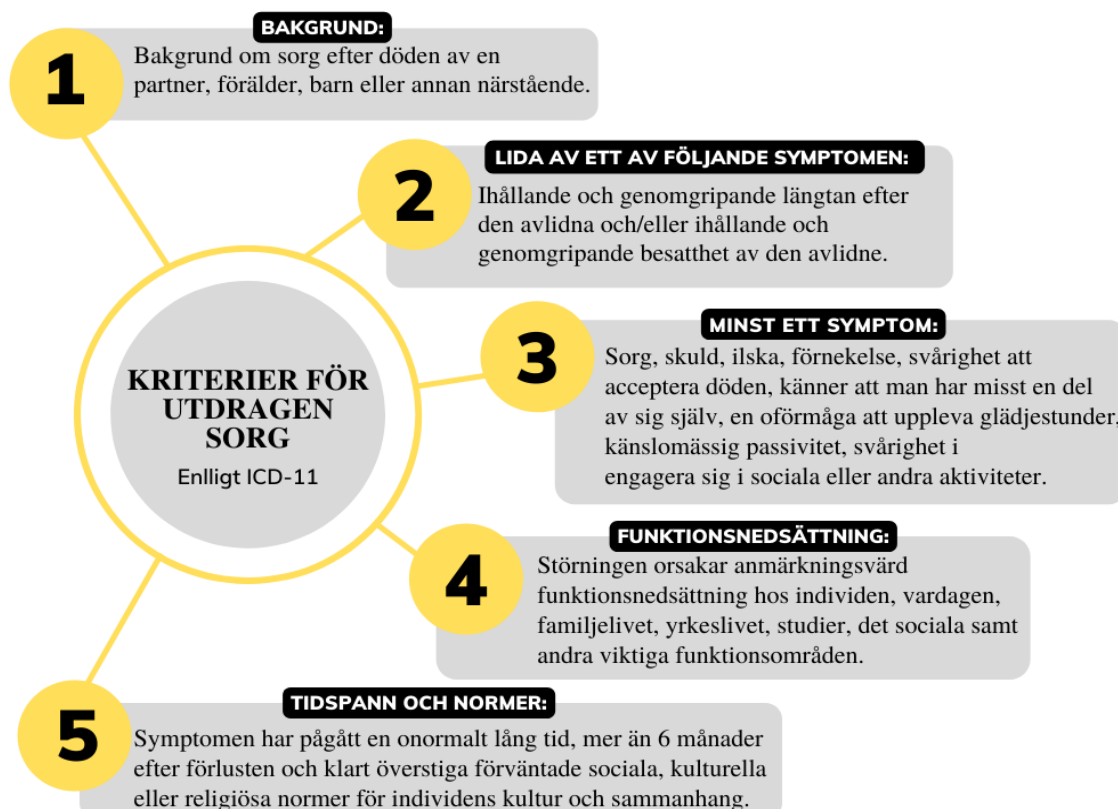 BAKGRUND:
1
Bakgrund om sorg efter döden av en
partner, förälder, barn eller annan närstående.
LIDA AV ETT AV FÖLJANDE SYMPTOMEN:
2
Ihållande och genomgripande längtan efter
den avlidna och/eller ihållande och
genomgripande besatthet av den avlidne.
MINST ETT SYMPTOM:
3
Sorg, skuld, ilska, förnekelse, svårighet att
acceptera döden, känner att man har misst en del
av sig själv, en oförmåga att uppleva glädjestunder,
känslomässig passivitet, svårighet i
engagera sig i sociala eller andra aktiviteter.
KRITERIER FÖR
UTDRAGEN
SORG
Enlligt ICD-11
FUNKTIONSNEDSÄTTNING:
4
Störningen orsakar anmärkningsvärd
funktionsnedsättning hos individen, vardagen,
familjelivet, yrkeslivet, studier, det sociala samt
andra viktiga funktionsområden.
TIDSPANN OCH NORMER:
5
Symptomen har pågått en onormalt lång tid, mer än 6 månader
efter förlusten och klart överstiga förväntade sociala, kulturella
eller religiösa normer för individens kultur och sammanhang.